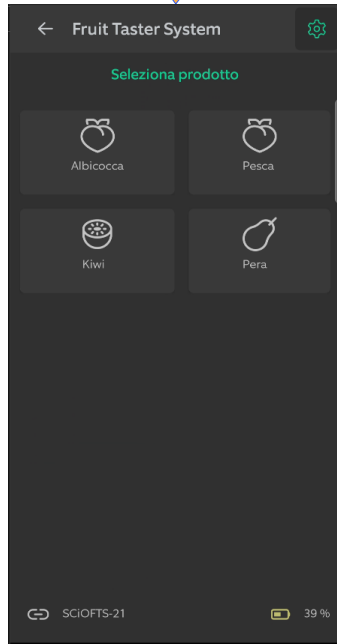 Fruit Taster System
Seleziona prodotto
Albicocca
Pesca
Kiwi
Pera
SCiOFTS-21
39 %